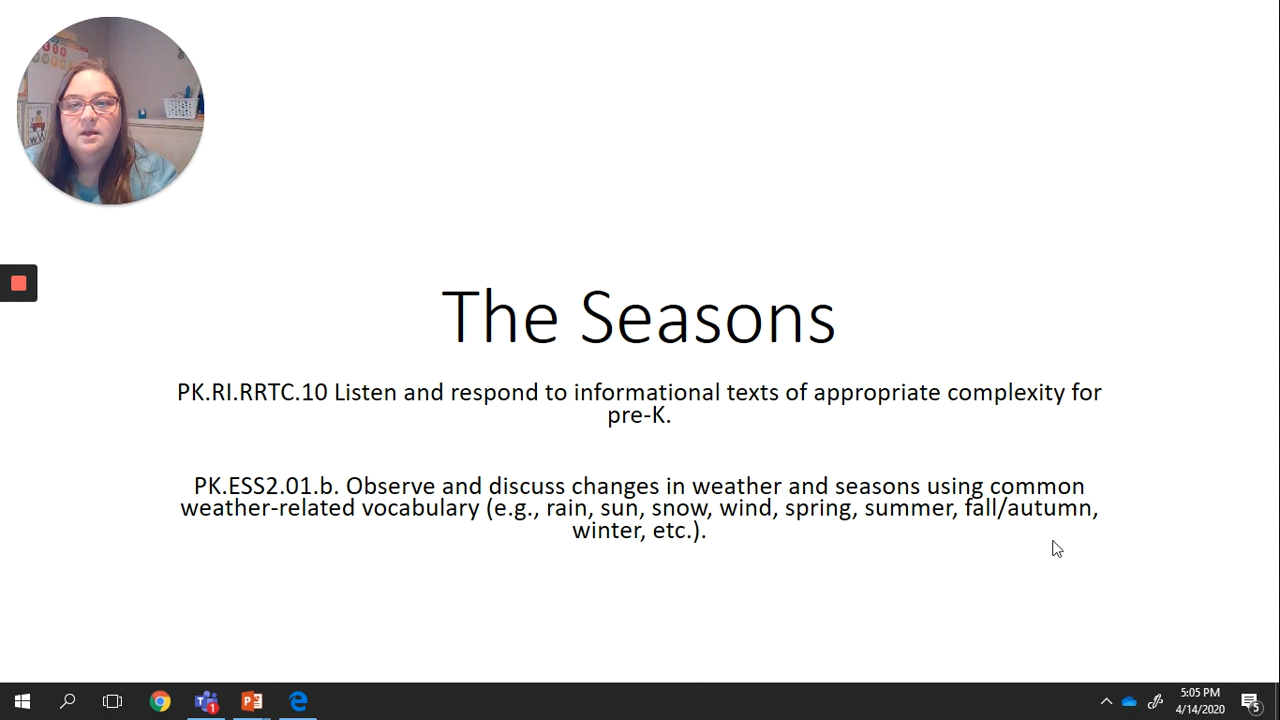 The Seasons
PK.RI.RRTC.10 Listen and respond to informational texts of appropriate complexity for
pre-K.
PK.ESS2.01.b. Observe and discuss changes in weather and seasons using common
weather-related vocabulary (e.g., rain, sun, snow, wind, spring, summer, fall/autumn,
winter, etc.).
5:05 PM
4/14/2020
1
5